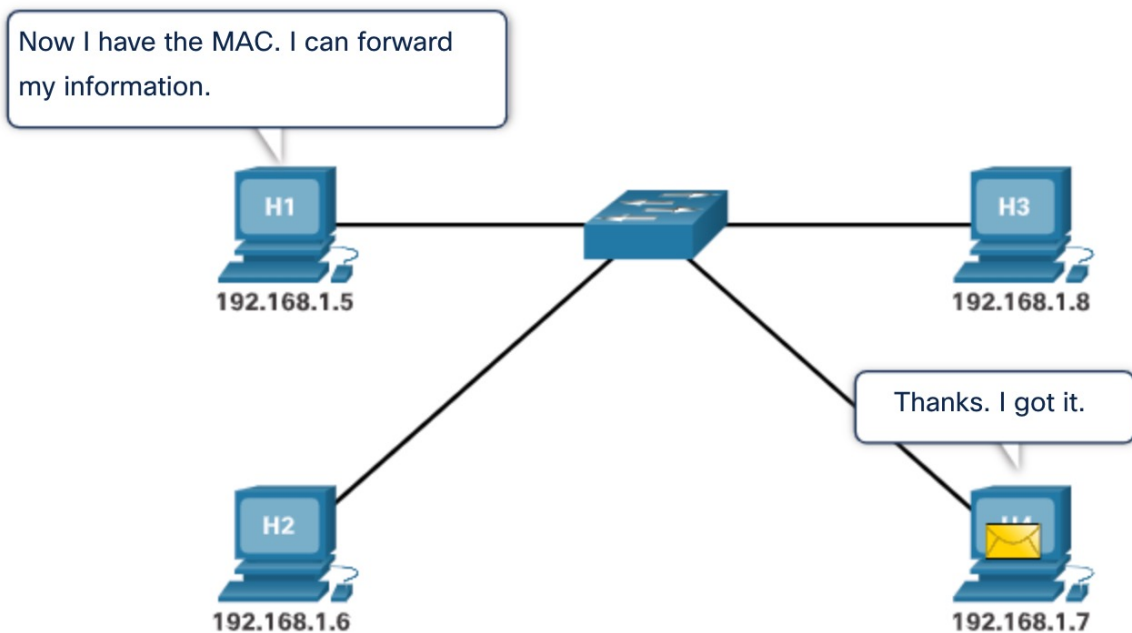 Now I have the MAC. I can forward
my information.
H1
H3
192.168.1.5
192.168.1.8
Thanks. I got it.
H2
192.168.1.6
192.168.1.7